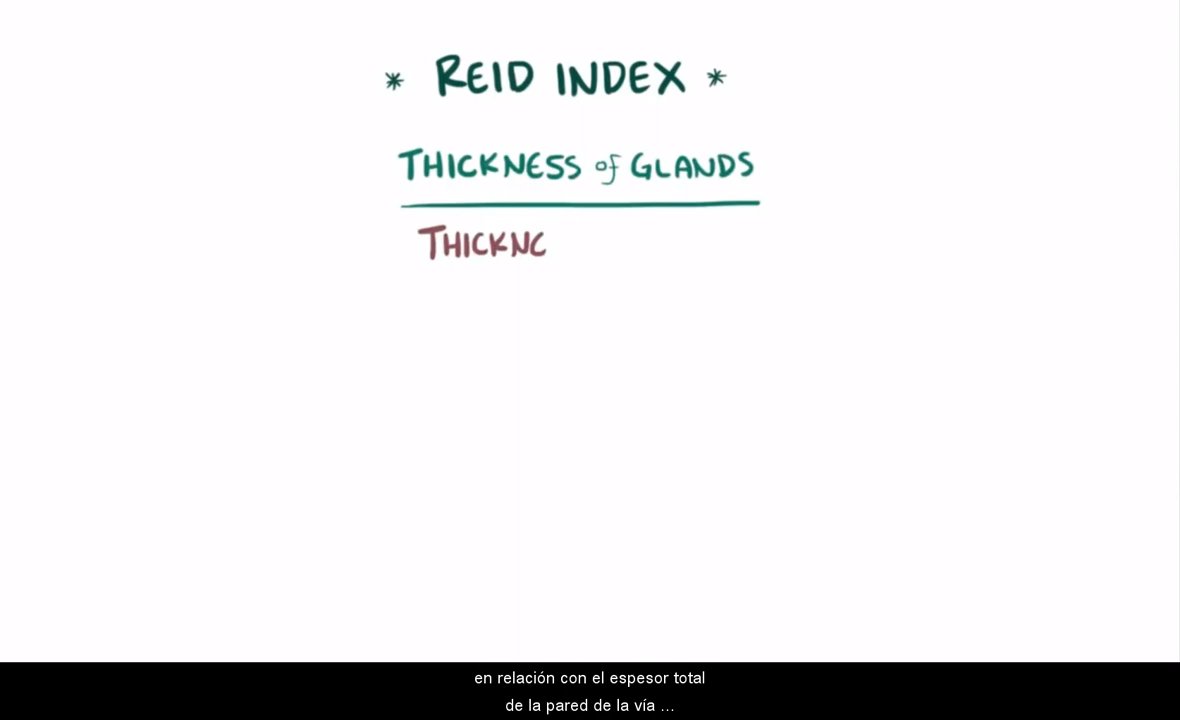 * REID INDEX *
THICKNESS of GLANDS
THICKNC
en relación con el espesor total
de la pared de la vía ...